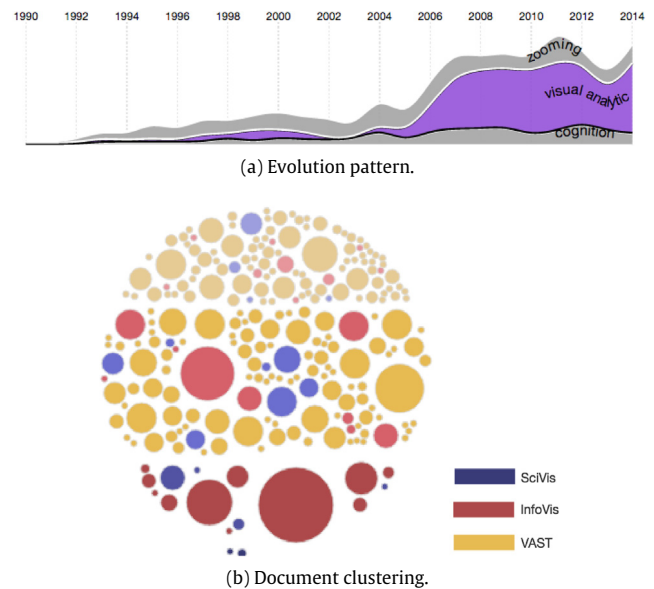 1990 1992 1994 1996 1998 2000 2002 2004 2006 2008 2010 2012 2014
zooming
visual analytic
cognition
(a) Evolution pattern.
SciVis
InfoVis
VAST
(b) Document clustering.